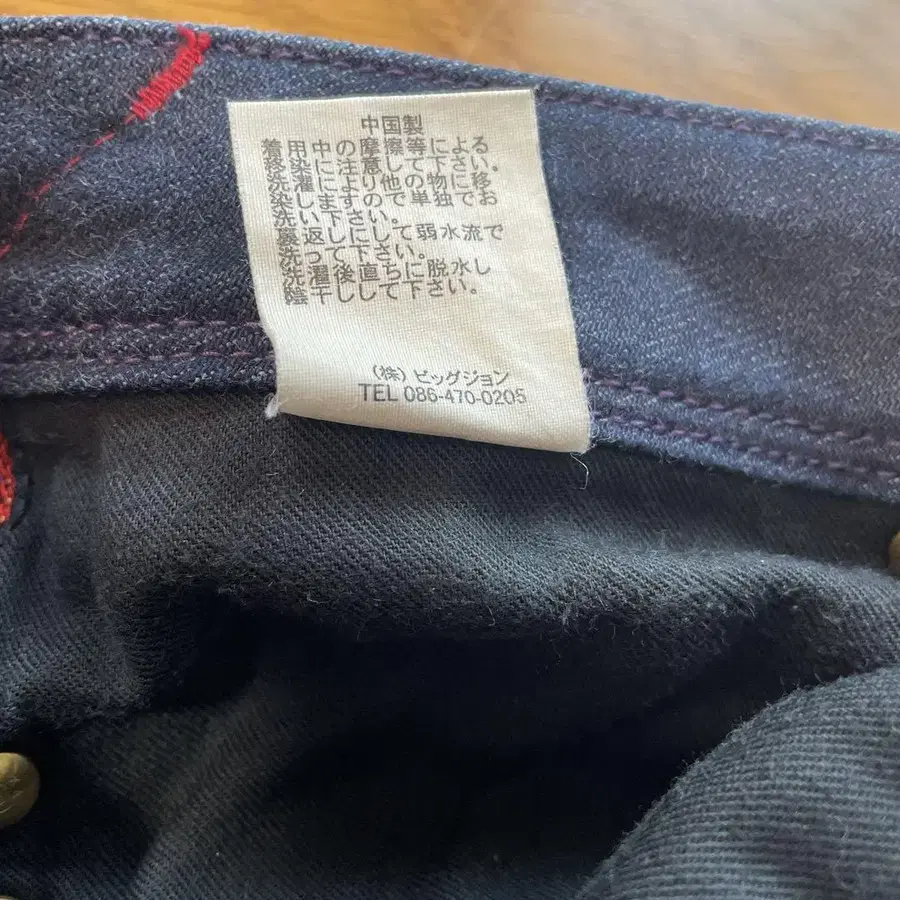 中国製
着用中の摩擦等による
移染に注意して下さい。
洗濯により他の物に移
染しますので単独でお
洗い下さい。
裏返しにして弱水流で
洗って下さい。
洗濯後直ちに脱水し
陰干しして下さい。
(株) ビッグジョン
TEL 086-470-0205